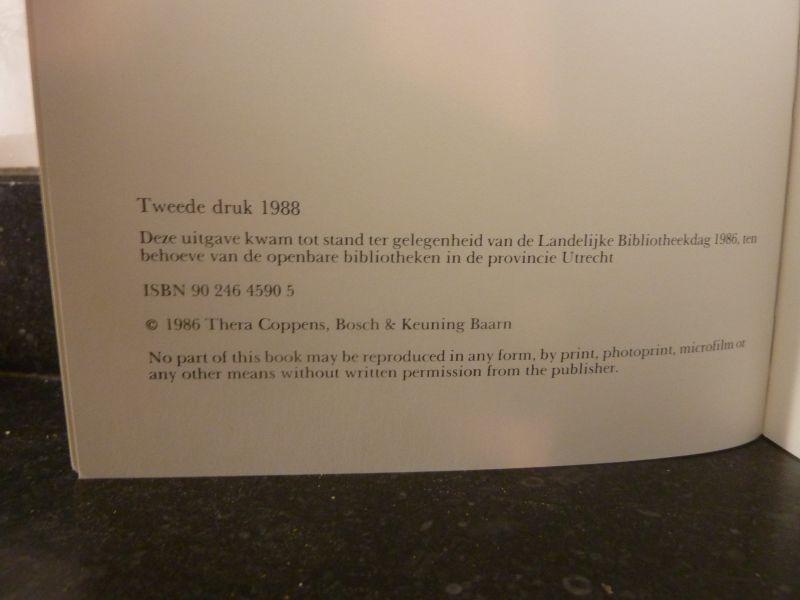 Tweede druk 1988
Deze uitgave kwam tot stand ter gelegenheid van de Landelijke Bibliotheekdag 1986, ten
behoeve van de openbare bibliotheken in de provincie Utrecht
ISBN 90 246 4590 5
© 1986 Thera Coppens, Bosch & Keuning Baarn
No part of this book may be reproduced in any form, by print, photoprint, microfilm or
any other means without written permission from the publisher.